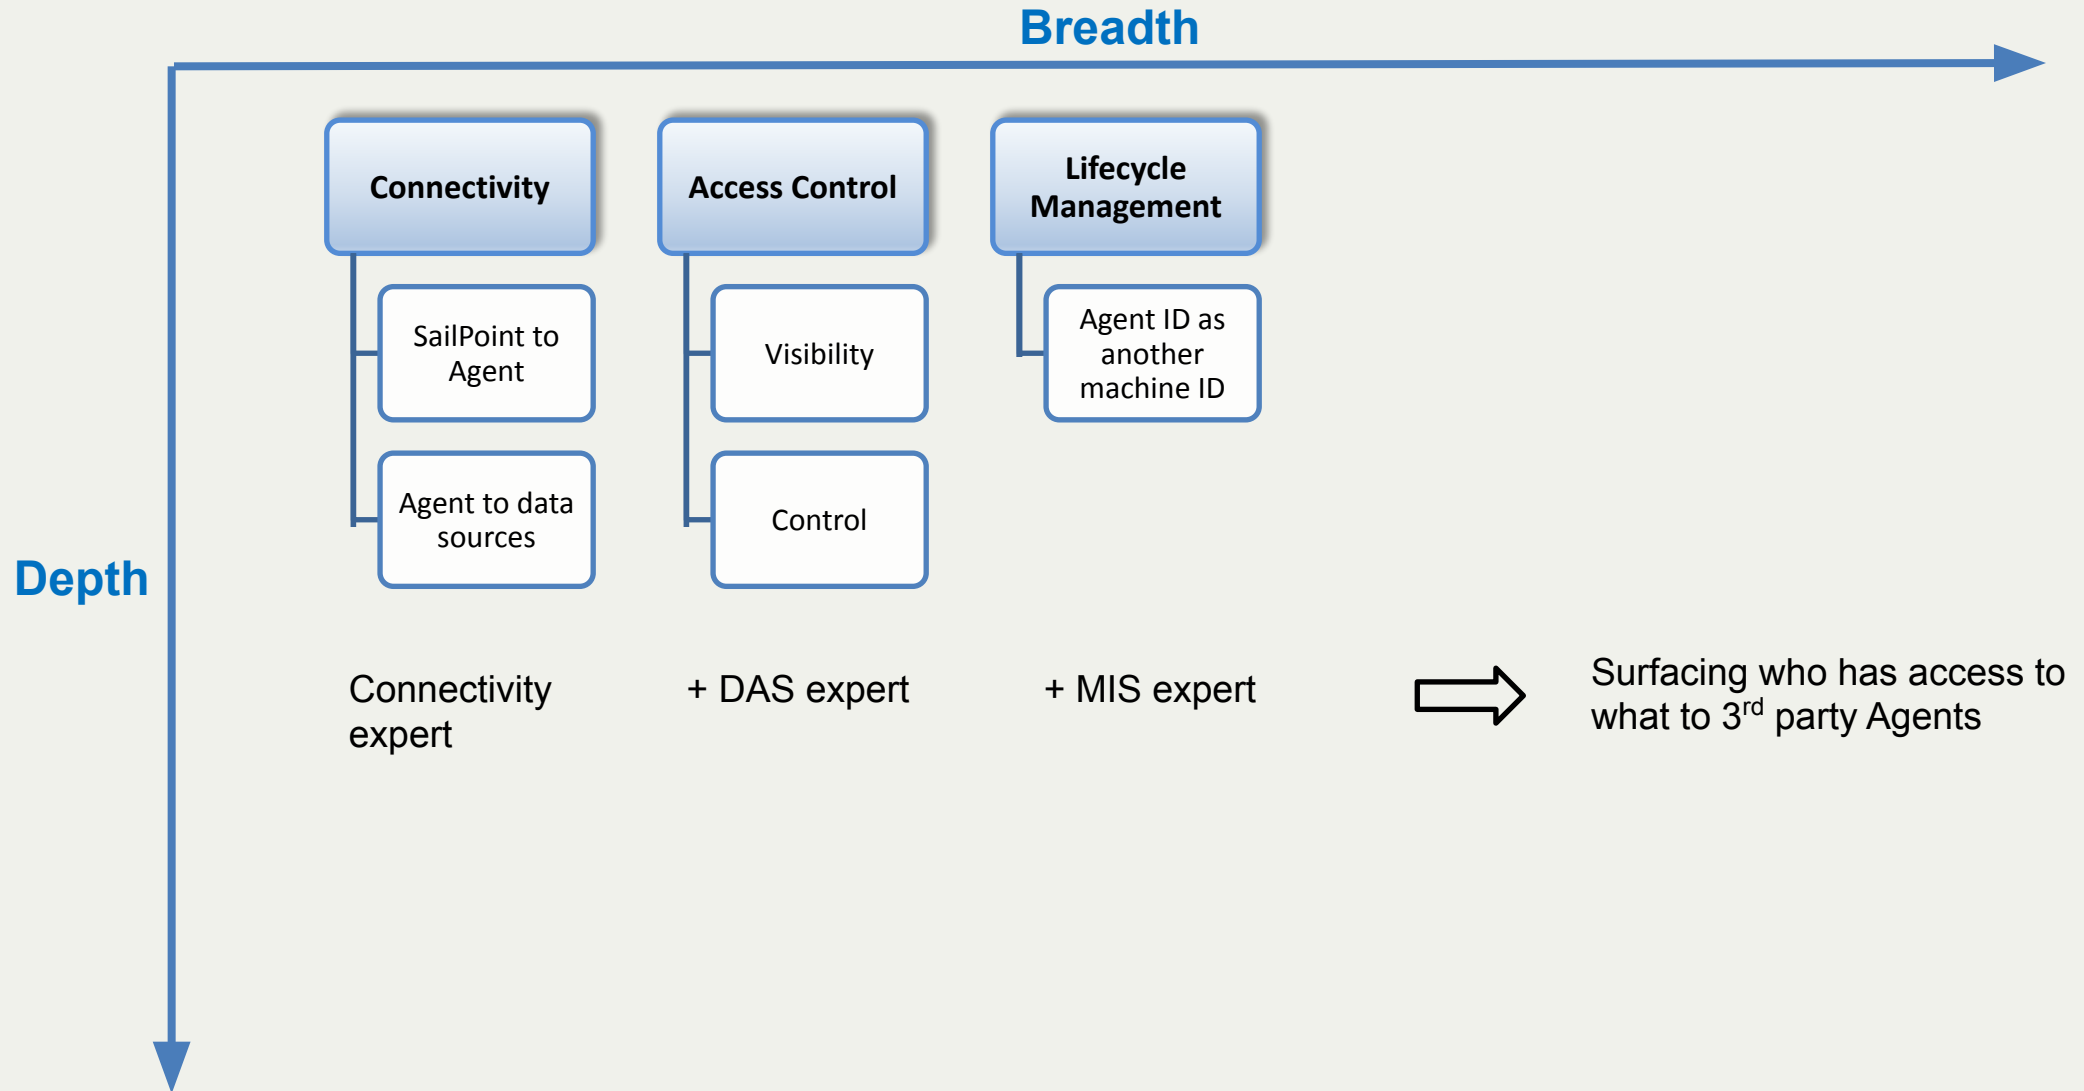 Breadth
Connectivity
Access Control
Lifecycle
Management
SailPoint to
Agent
Visibility
Agent ID as
another
machine ID
Agent to data
sources
Control
Depth
Connectivity
expert
+ DAS expert
+ MIS expert
Surfacing who has access to
what to 3rd party Agents